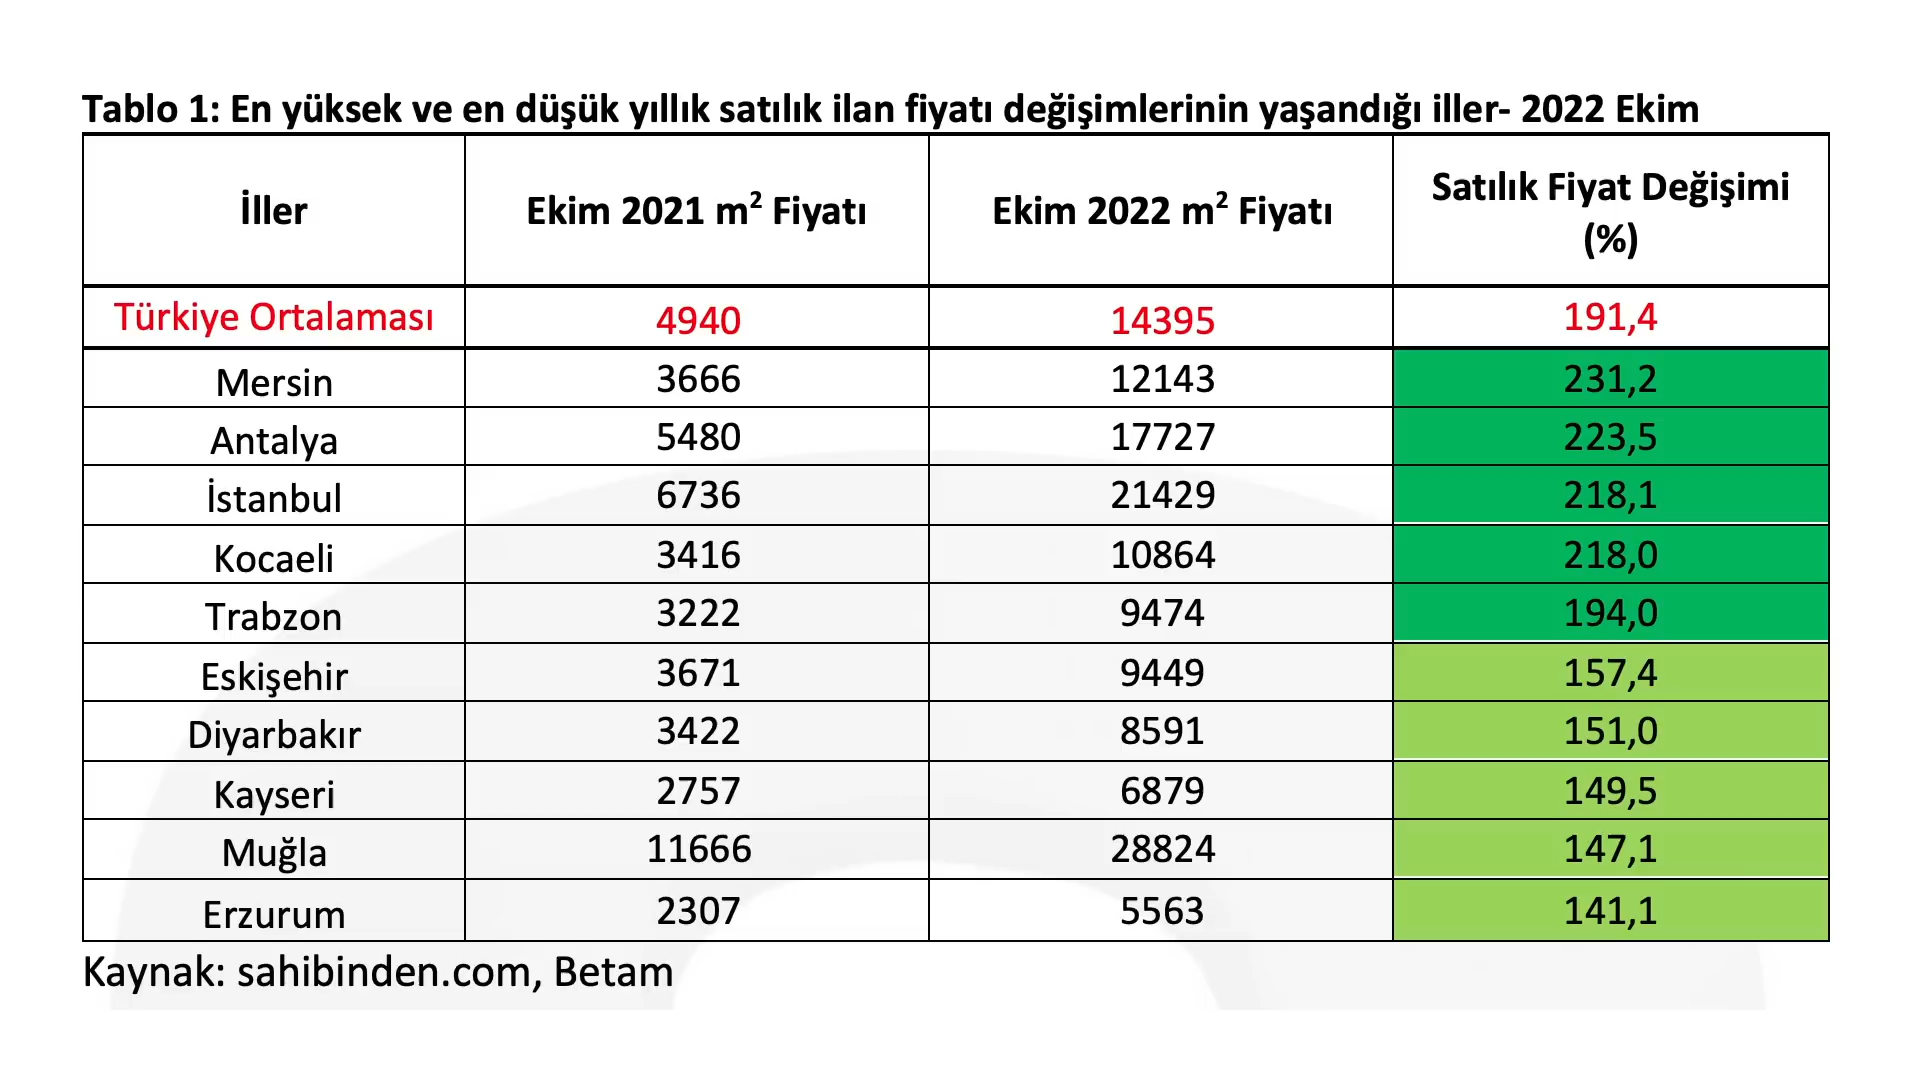 Tablo 1: En yüksek ve en düşük yıllık satılık ilan fiyatı değişimlerinin yaşandığı iller- 2022 Ekim
İller Ekim 2021 m² Fiyatı Ekim 2022 m² Fiyatı Satılık Fiyat Değişimi
(%)
Türkiye Ortalaması 4940 14395 191,4
Mersin 3666 12143 231,2
Antalya 5480 17727 223,5
İstanbul 6736 21429 218,1
Kocaeli 3416 10864 218,0
Trabzon 3222 9474 194,0
Eskişehir 3671 9449 157,4
Diyarbakır 3422 8591 151,0
Kayseri 2757 6879 149,5
Muğla 11666 28824 147,1
Erzurum 2307 5563 141,1
Kaynak: sahibinden.com, Betam